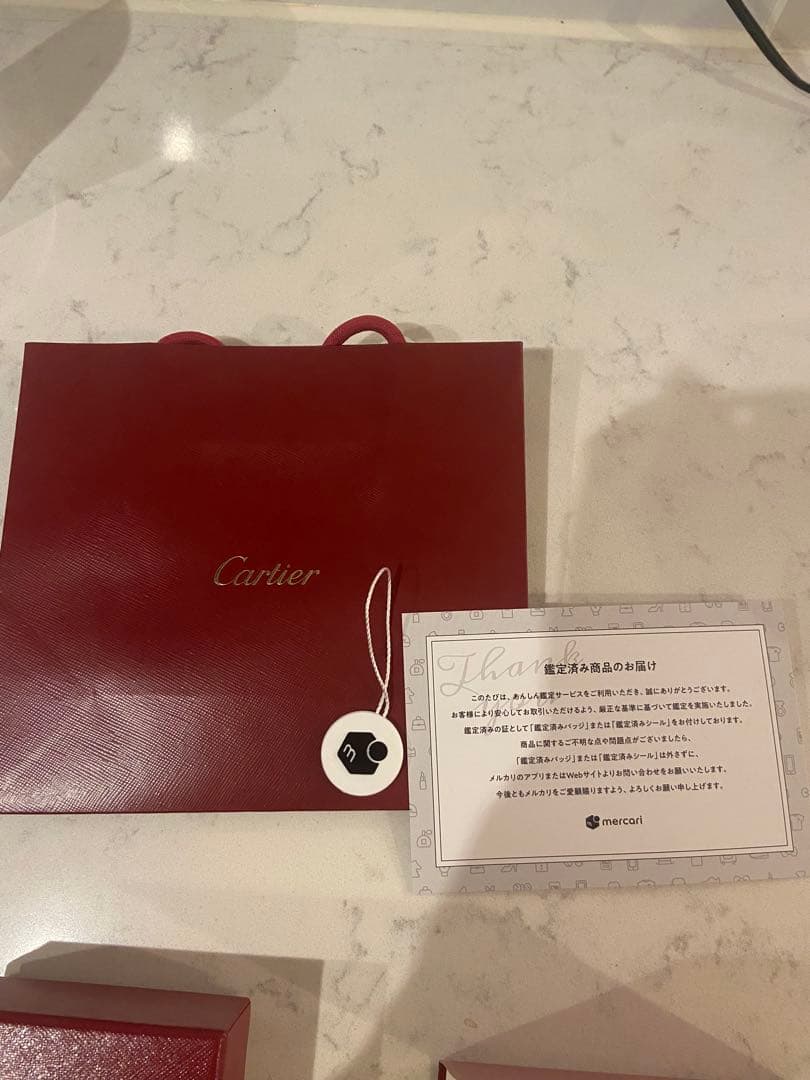 Cartier
Thank you
鑑定済み商品のお届け
このたびは、あんしん鑑定サービスをご利用いただき、誠にありがとうございます。
お客様により安心してお取引いただけるよう、厳正な基準に基づいて鑑定を実施いたしました。
鑑定済みの証として「鑑定済みバッジ」または「鑑定済みシール」をお付けしております。
商品に関するご不明な点や問題点がございましたら、
「鑑定済みバッジ」または「鑑定済みシール」は外さずに、
メルカリのアプリまたはWebサイトよりお問い合わせをお願いいたします。
今後ともメルカリをご愛顧賜りますよう、よろしくお願い申し上げます。
mercari
m